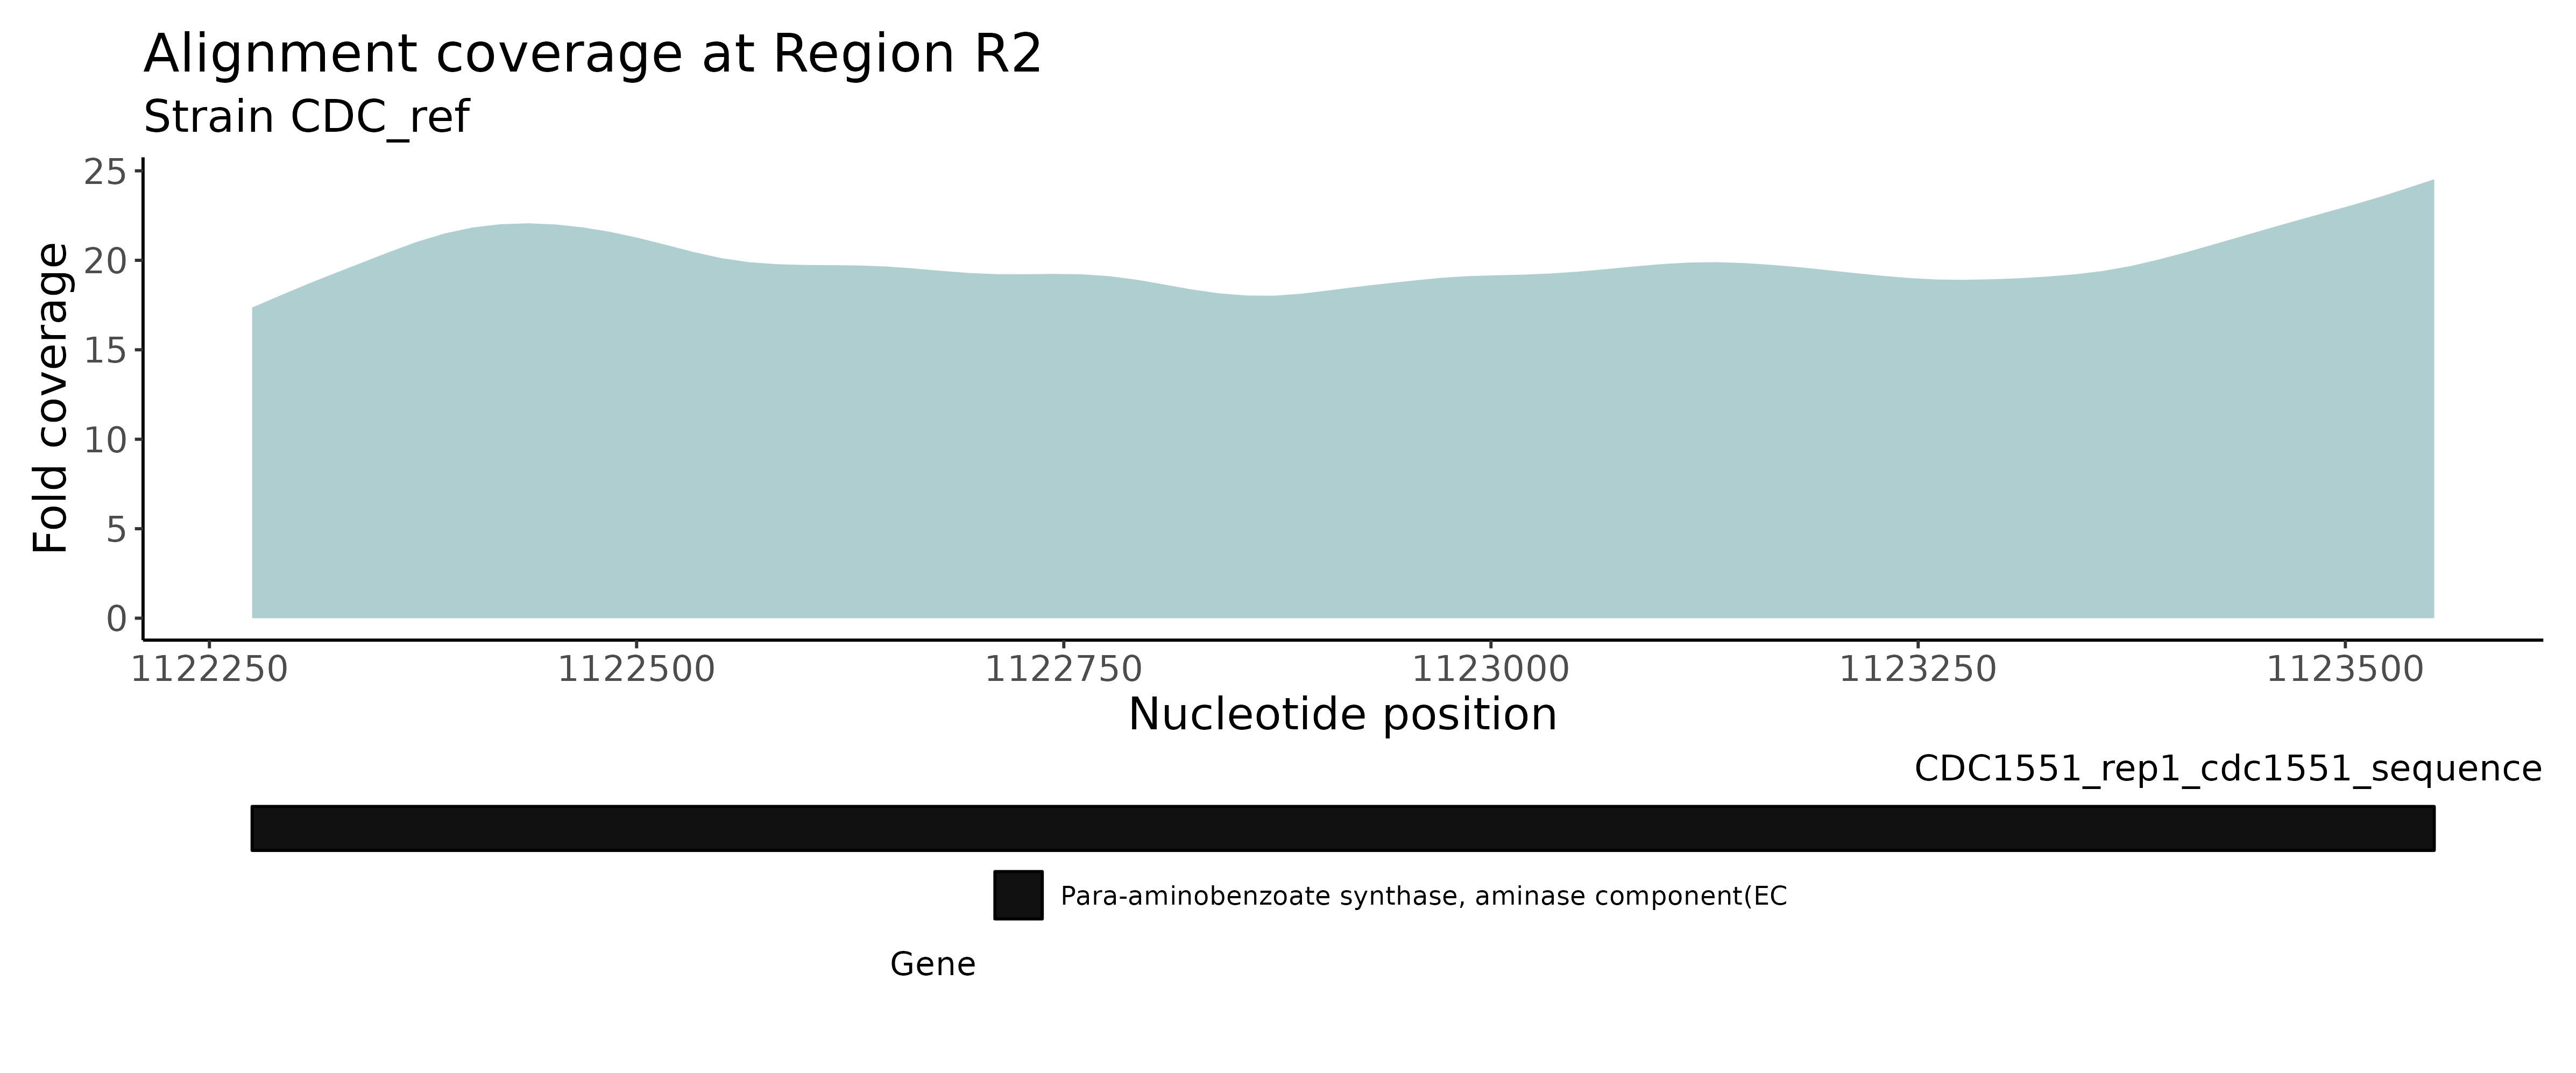 Alignment coverage at Region R2
Strain CDC_ref
Fold coverage
25
20
15
10
5
0
1122250 1122500 1122750 1123000 1123250 1123500
Nucleotide position
CDC1551_rep1_cdc1551_sequence
Para-aminobenzoate synthase, aminase component(EC
Gene